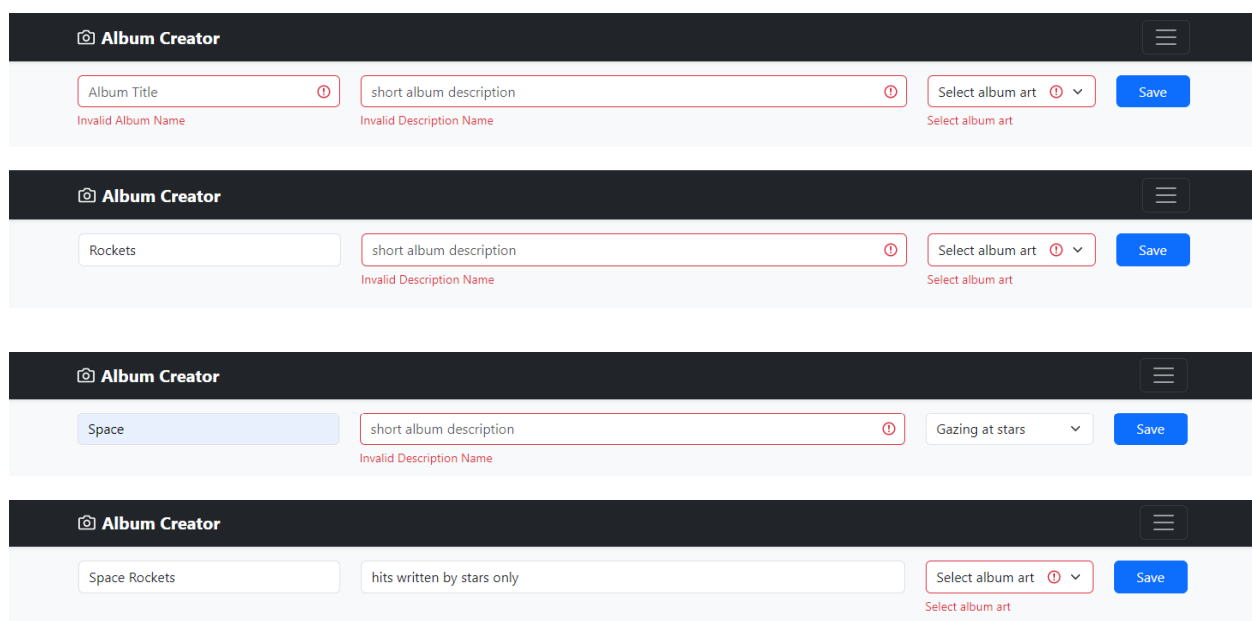 Album Creator
Album Title short album description Select album art Save
Invalid Album Name Invalid Description Name Select album art
Album Creator
Rockets short album description Select album art Save
Invalid Description Name Select album art
Album Creator
Space short album description Gazing at stars Save
Invalid Description Name
Album Creator
Space Rockets hits written by stars only Select album art Save
Select album art